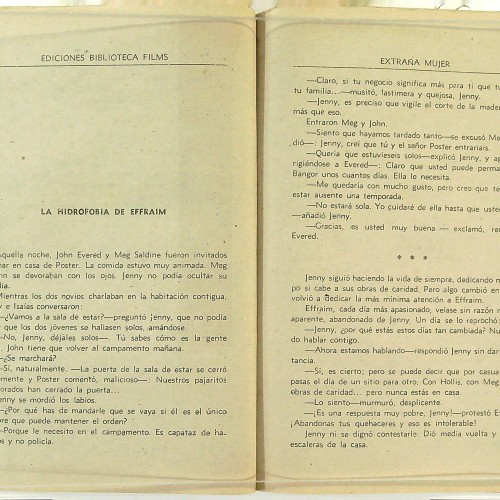 EDICIONES BIBLIOTECA FILMS
LA HIDROFOBIA DE EFFRAIM
quella noche, John Evered y Meg Saldine fueron invitados
nar en casa de Poster. La comida estuvo muy animada. Meg
hn se devoraban con los ojos. Jenny no podía ocultar su
dia.
Mientras los dos novios charlaban en la habitación contigua,
y e Isaías conversaron:
—¿Vamos a la sala de estar?—preguntó Jenny, que no podía
r que los dos jóvenes se hallasen solos, amándose.
—No, Jenny, déjales solos—. Tú sabes cómo es la gente
. John tiene que volver al campamento mañana.
—¿Se marchará?
—Sí, naturalmente. —La puerta de la sala de estar se cerró
mente y Poster comentó, malicioso—: Nuestros pajaritos
orados han cerrado la puerta...
enny se mordió los labios.
—¿Por qué has de mandarle que se vaya si él es el único
bre que puede mantener el orden?
—Porque le necesito en el campamento. Es capataz de ha-
os y no policía.
EXTRAÑA MUJER
—Claro, si tu negocio significa más para ti que tu
tu familia...—musitó, lastimera y quejosa, Jenny.
—Jenny, es preciso que vigile el corte de la made
más que eso.
Entraron Meg y John.
—Siento que hayamos tardado tanto—se excusó Me
dió—: Jenny, creí que tú y el señor Poster entrariais.
—Quería que estuvieseis solos—explicó Jenny, y ag
rigiéndose a Evered—: Claro que usted puede perma
Bangor unos cuantos días. Ella le necesita.
—Me quedaría con mucho gusto, pero creo que te
estar ausente una temporada.
—No estará sola. Yo cuidaré de ella hasta que usted
—añadió Jenny.
—Gracias, es usted muy buena — exclamó, re
Evered.
* * *
Jenny siguió haciendo la vida de siempre, dedicando
po si cabe a sus obras de caridad. Pero algo cambió en
volvió a dedicar la más mínima atención a Effraim.
Effraim, cada día más apasionado, veíase sin razón
aparente, abandonado de Jenny. Un día se lo reprochó:
—Jenny, ¿por qué estás estos días tan cambiada? Nu
do hablar contigo.
—Ahora estamos hablando—respondió Jenny sin dar
tancia.
—Sí, es cierto; pero se puede decir que por casua
pasas el día de un sitio para otro. Con Hollis, con Meg
obras de caridad... pero nunca estás en casa.
—Lo siento—murmuró, desplicente.
—¡Es una respuesta muy pobre, Jenny!—protestó E
¡Abandonas tus quehaceres y eso es intolerable!
Jenny ni se dignó contestarle. Dió media vuelta y
escaleras de la casa.